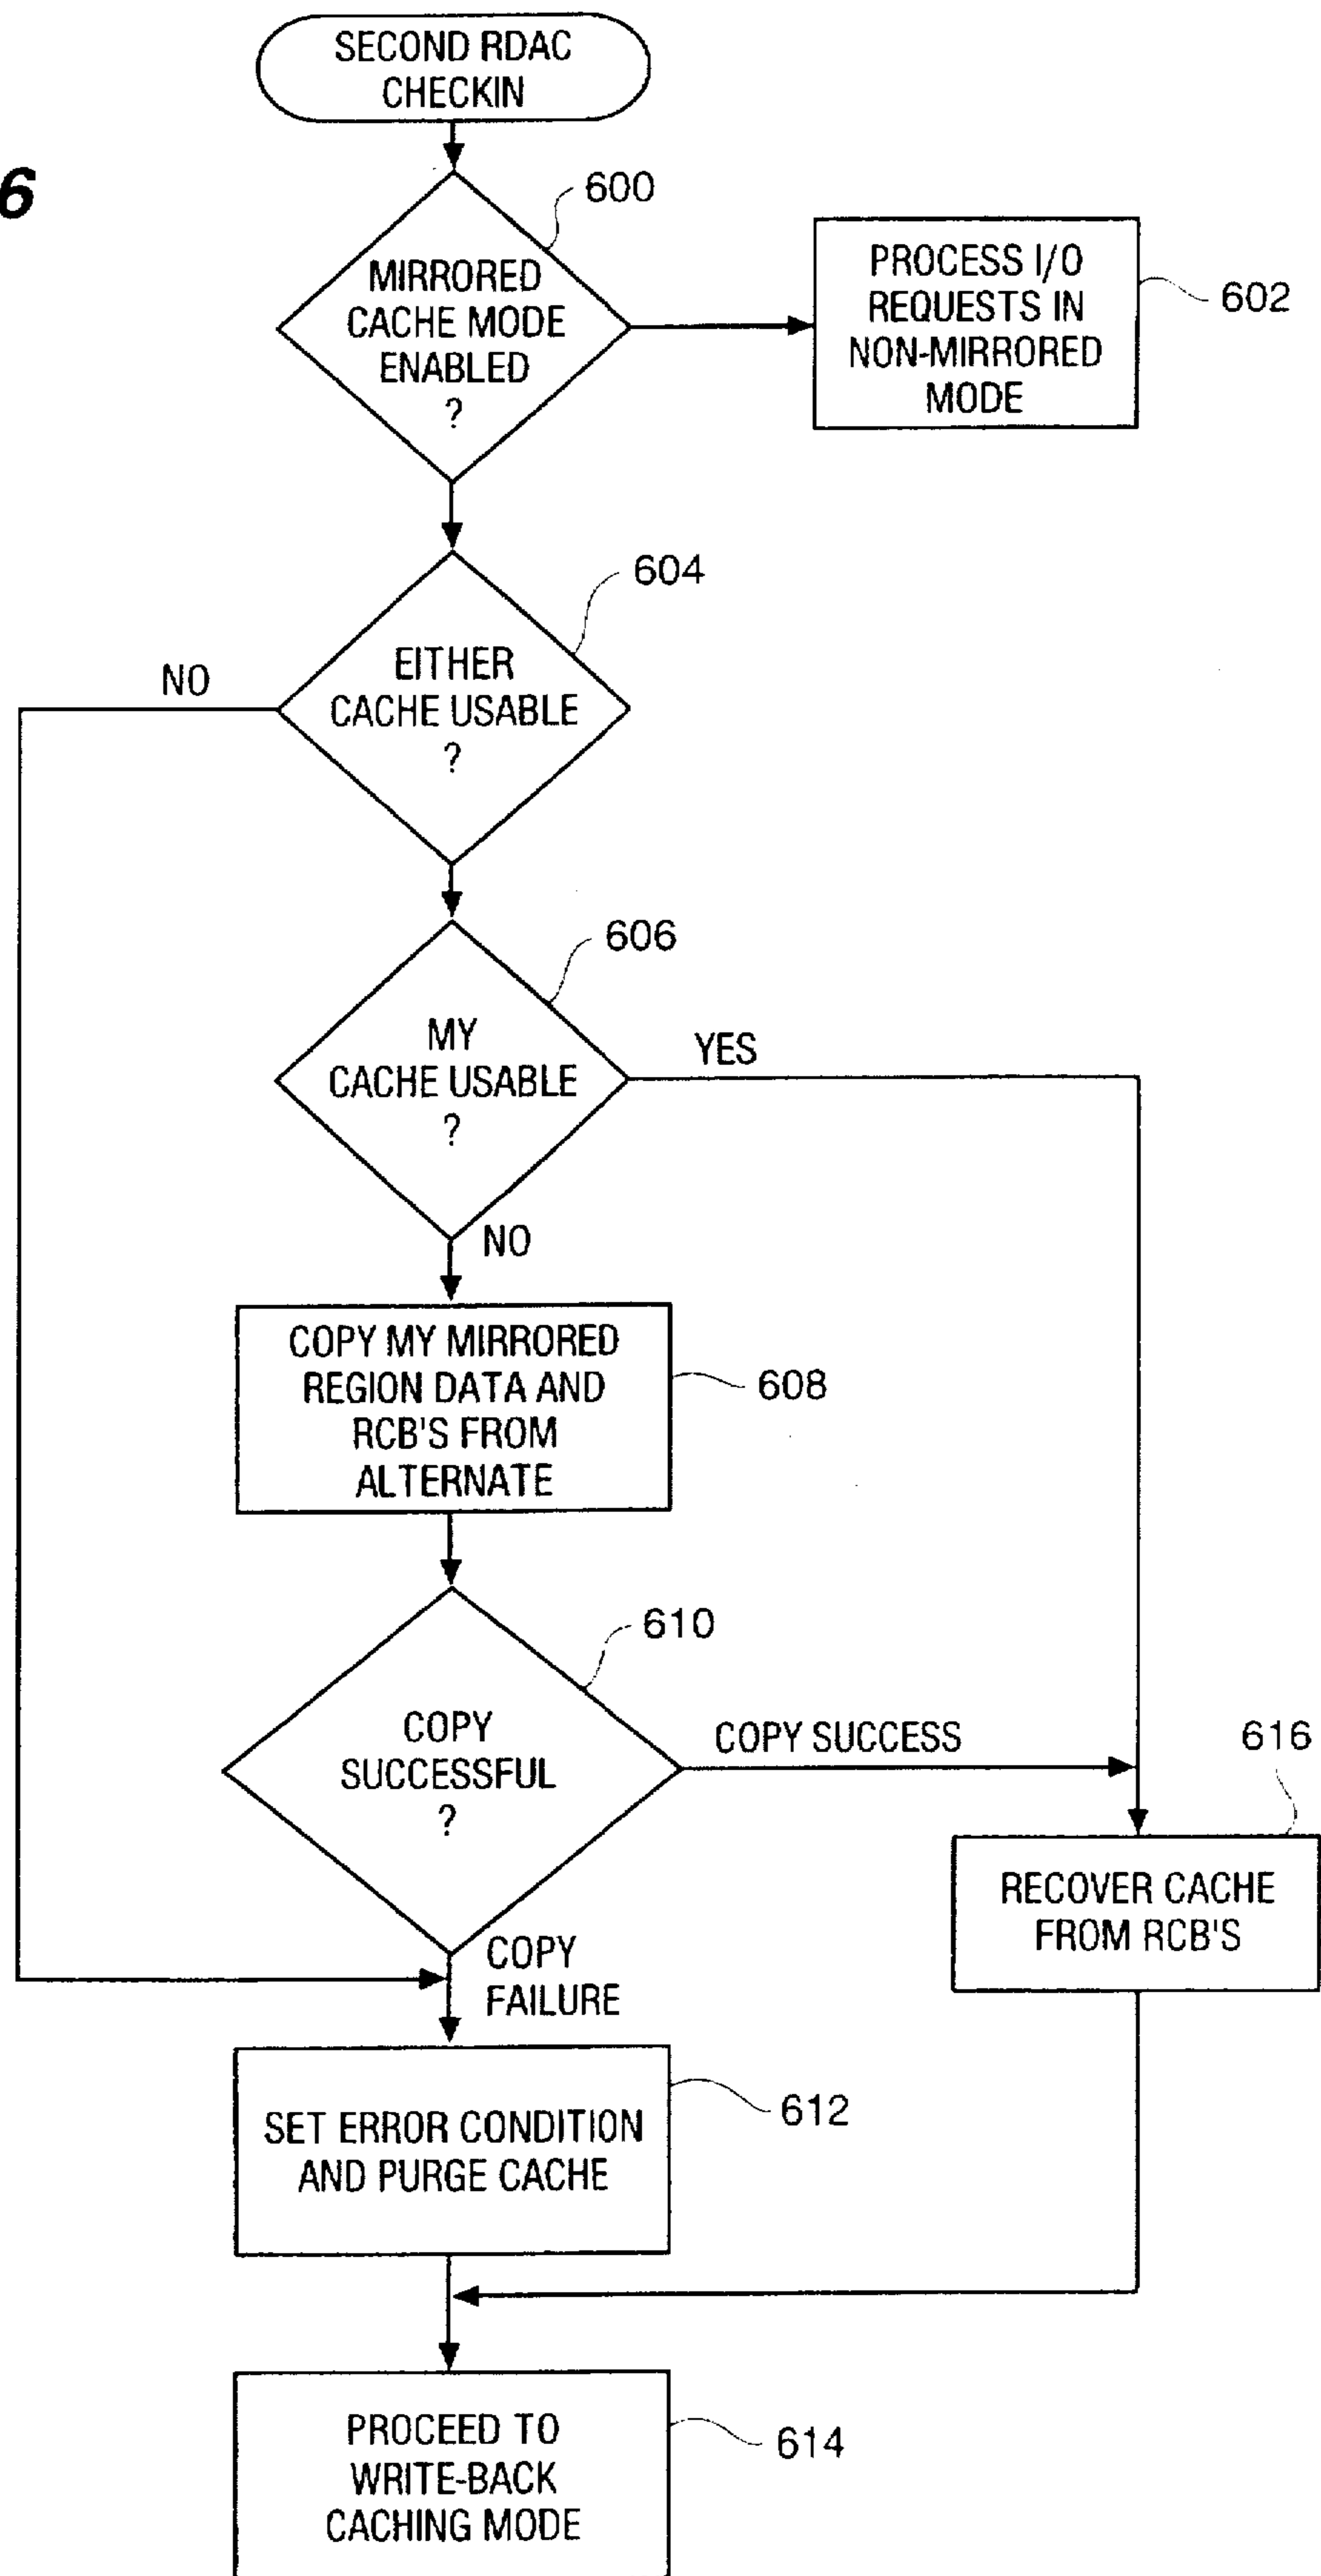 SECOND RDAC
CHECKIN
6
600
MIRRORED
CACHE MODE
ENABLED
?
PROCESS I/O
REQUESTS IN
NON-MIRRORED
MODE
602
604
NO
EITHER
CACHE USABLE
?
606
MY
CACHE USABLE
?
YES
NO
COPY MY MIRRORED
REGION DATA AND
RCB'S FROM
ALTERNATE
608
610
COPY
SUCCESSFUL
?
COPY SUCCESS
616
RECOVER CACHE
FROM RCB'S
COPY
FAILURE
SET ERROR CONDITION
AND PURGE CACHE
612
PROCEED TO
WRITE-BACK
CACHING MODE
614